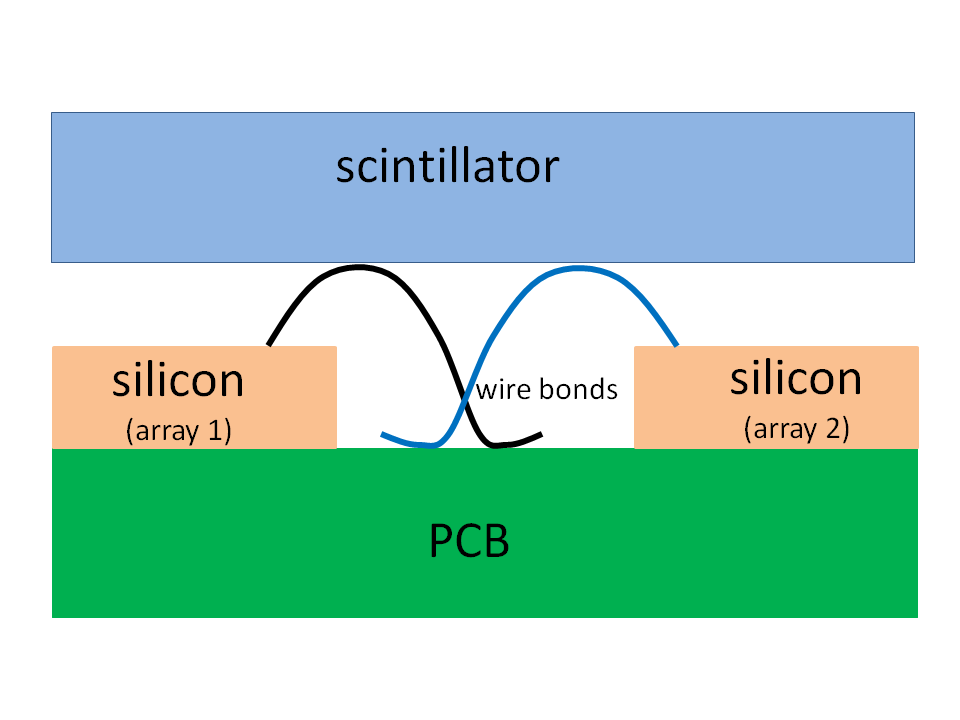 scintillator
silicon
(array 1)
wire bonds
silicon
(array 2)
PCB